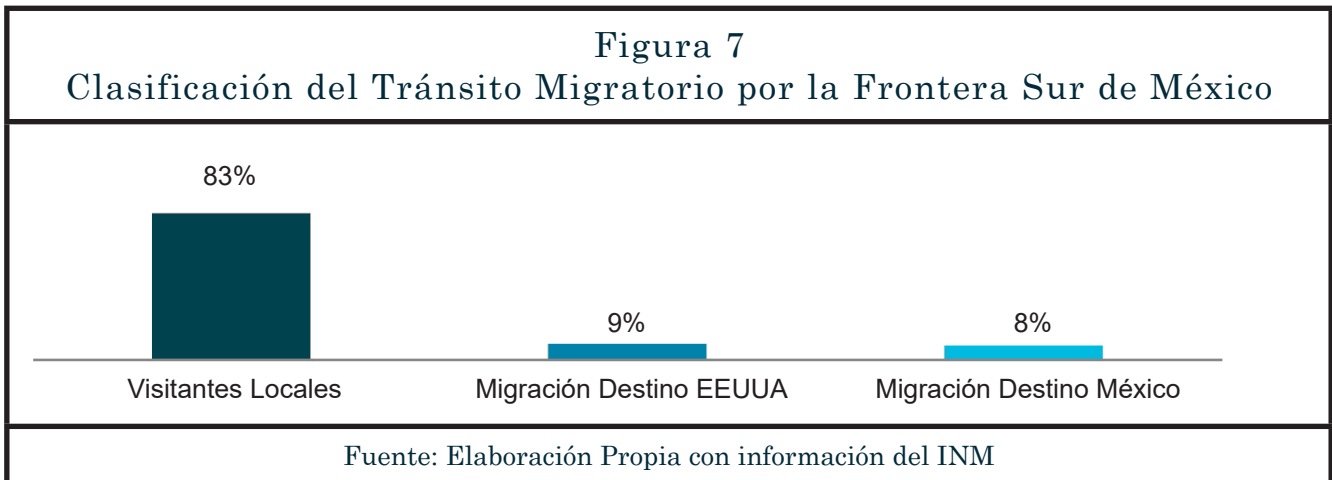 Figura 7
Clasificación del Tránsito Migratorio por la Frontera Sur de México
83%
9%
8%
Visitantes Locales
Migración Destino EEUUA
Migración Destino México
Fuente: Elaboración Propia con información del INM